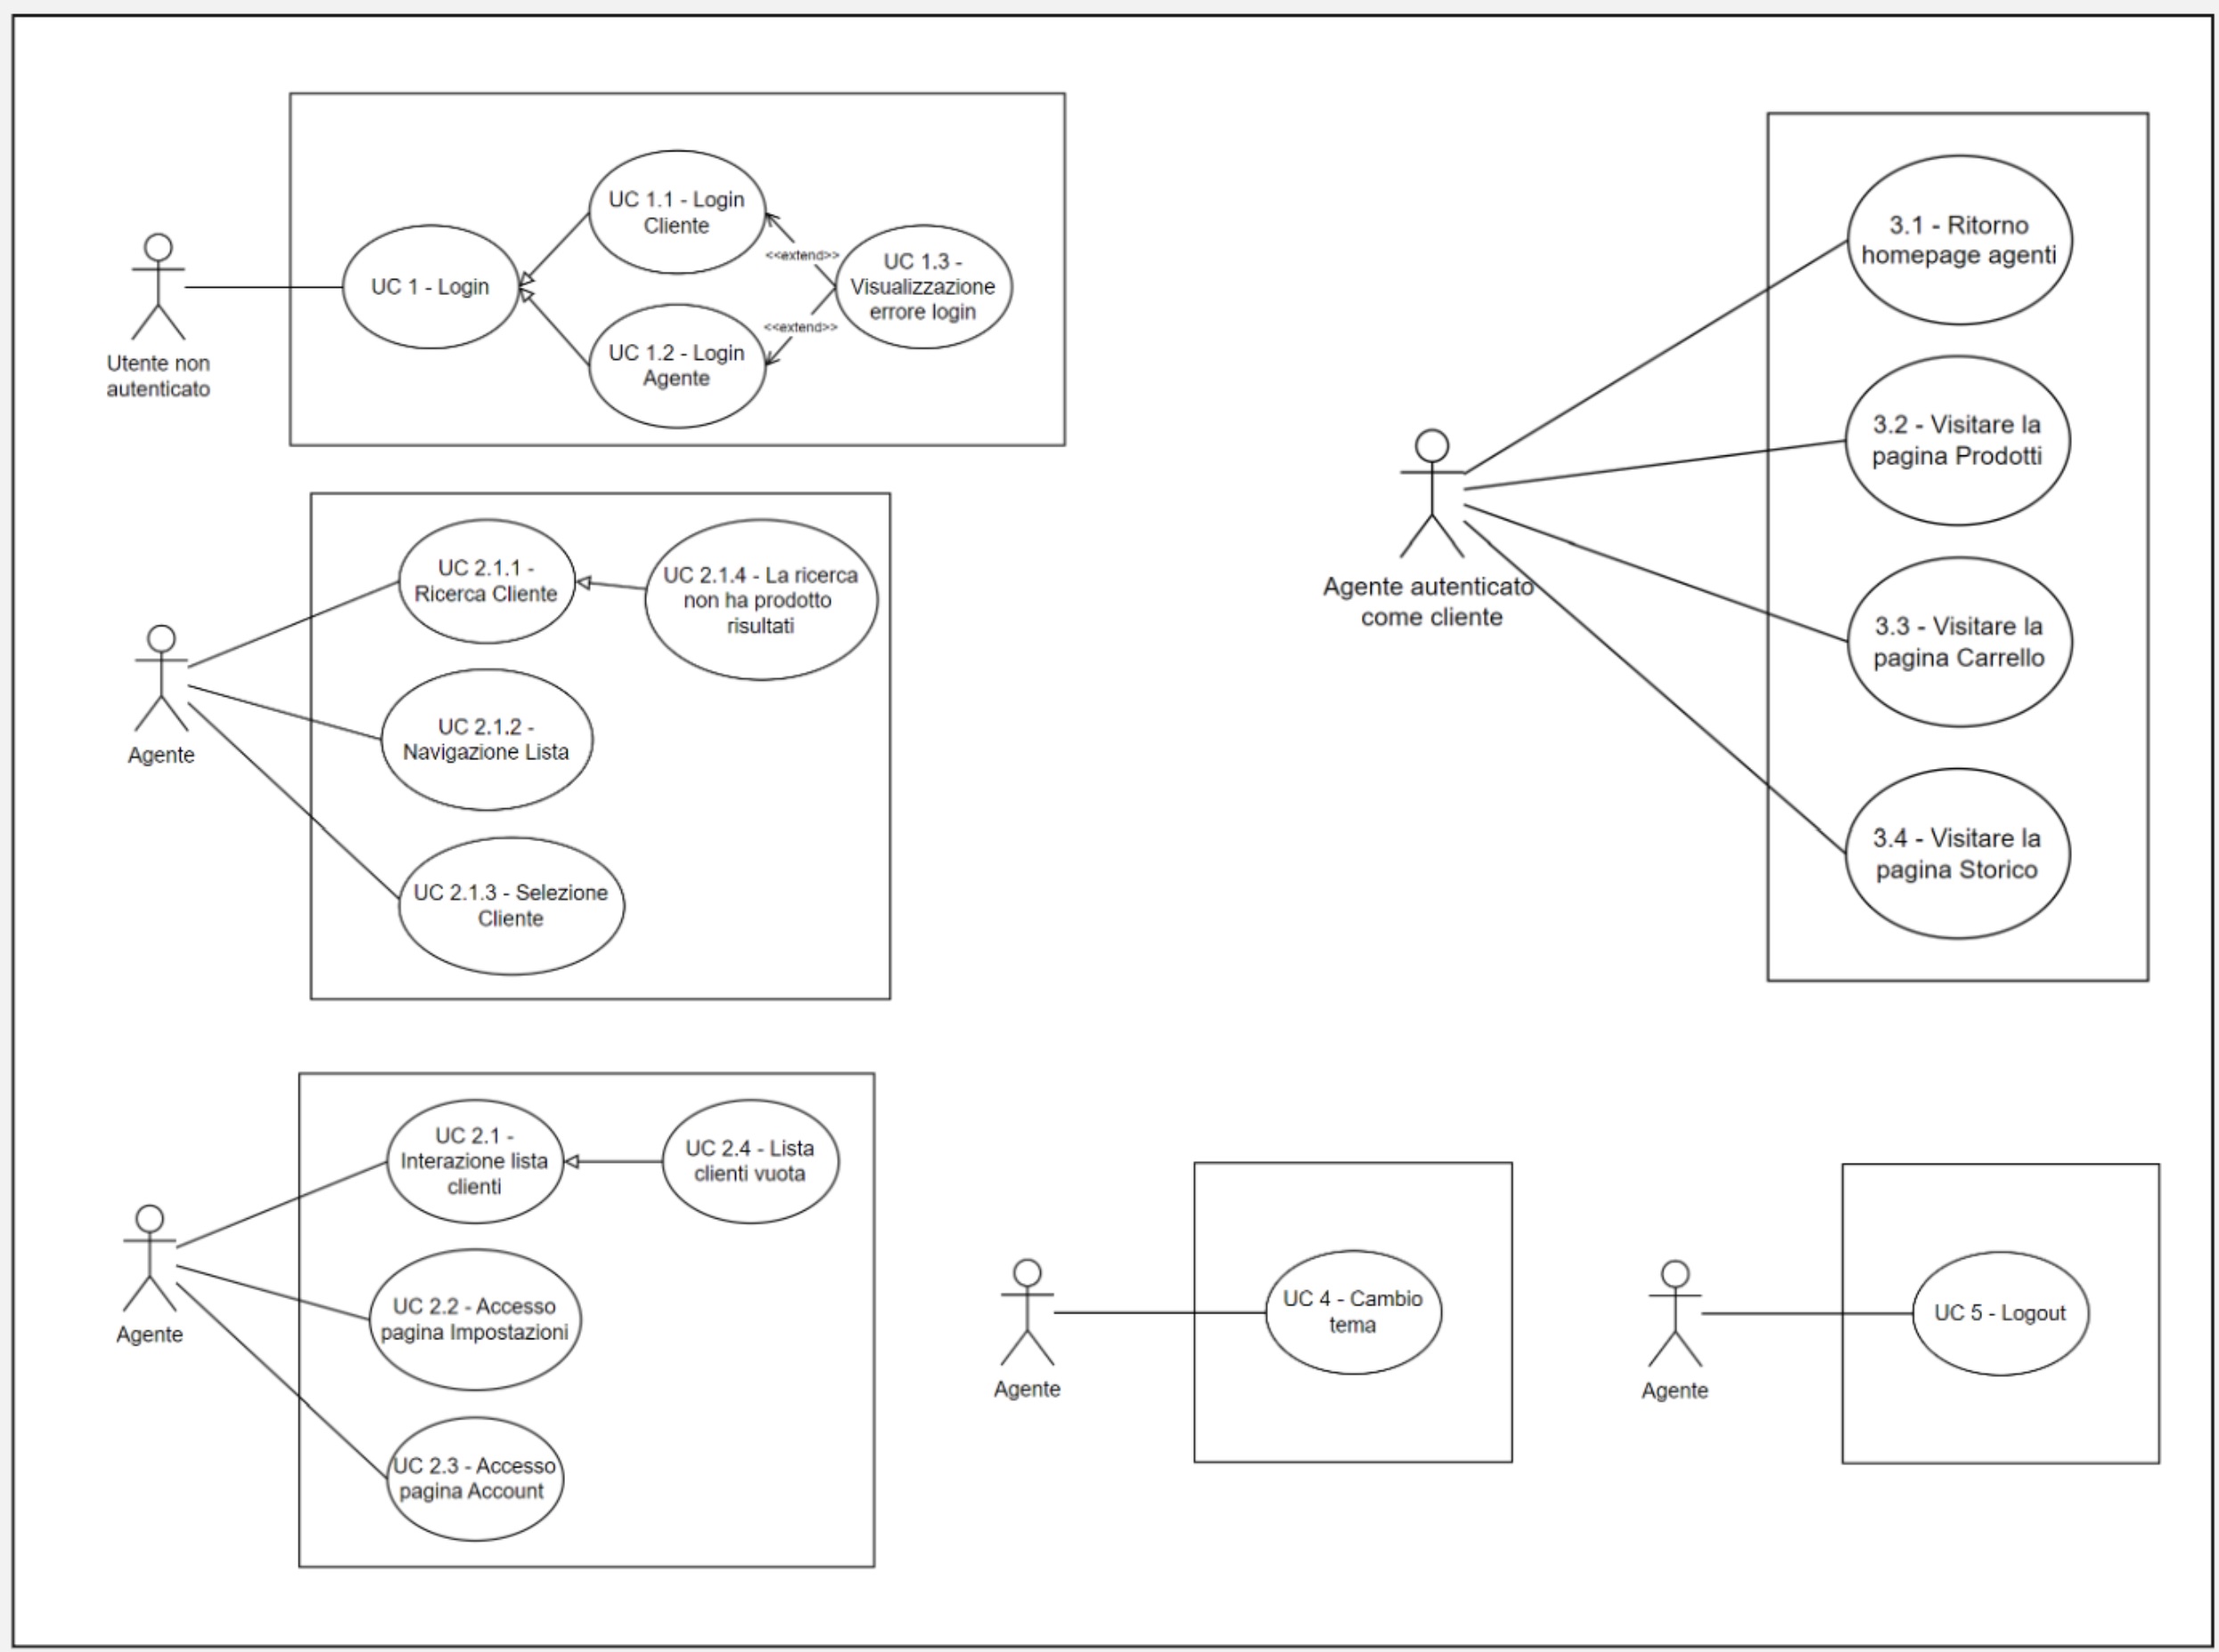 UC 1 - Login
UC 1.1 - Login
Cliente
UC 1.2 - Login
Agente
<<extend>>
<<extend>>
UC 1.3 -
Visualizzazione
errore login
Utente non
autenticato
UC 2.1.1 -
Ricerca Cliente
UC 2.1.4 - La ricerca
non ha prodotto
risultati
UC 2.1.2 -
Navigazione Lista
UC 2.1.3 - Selezione
Cliente
Agente
3.1 - Ritorno
homepage agenti
3.2 - Visitare la
pagina Prodotti
3.3 - Visitare la
pagina Carrello
3.4 - Visitare la
pagina Storico
Agente autenticato
come cliente
UC 2.1 -
Interazione lista
clienti
UC 2.4 - Lista
clienti vuota
UC 2.2 - Accesso
pagina Impostazioni
UC 2.3 - Accesso
pagina Account
Agente
UC 4 - Cambio
tema
Agente
UC 5 - Logout
Agente